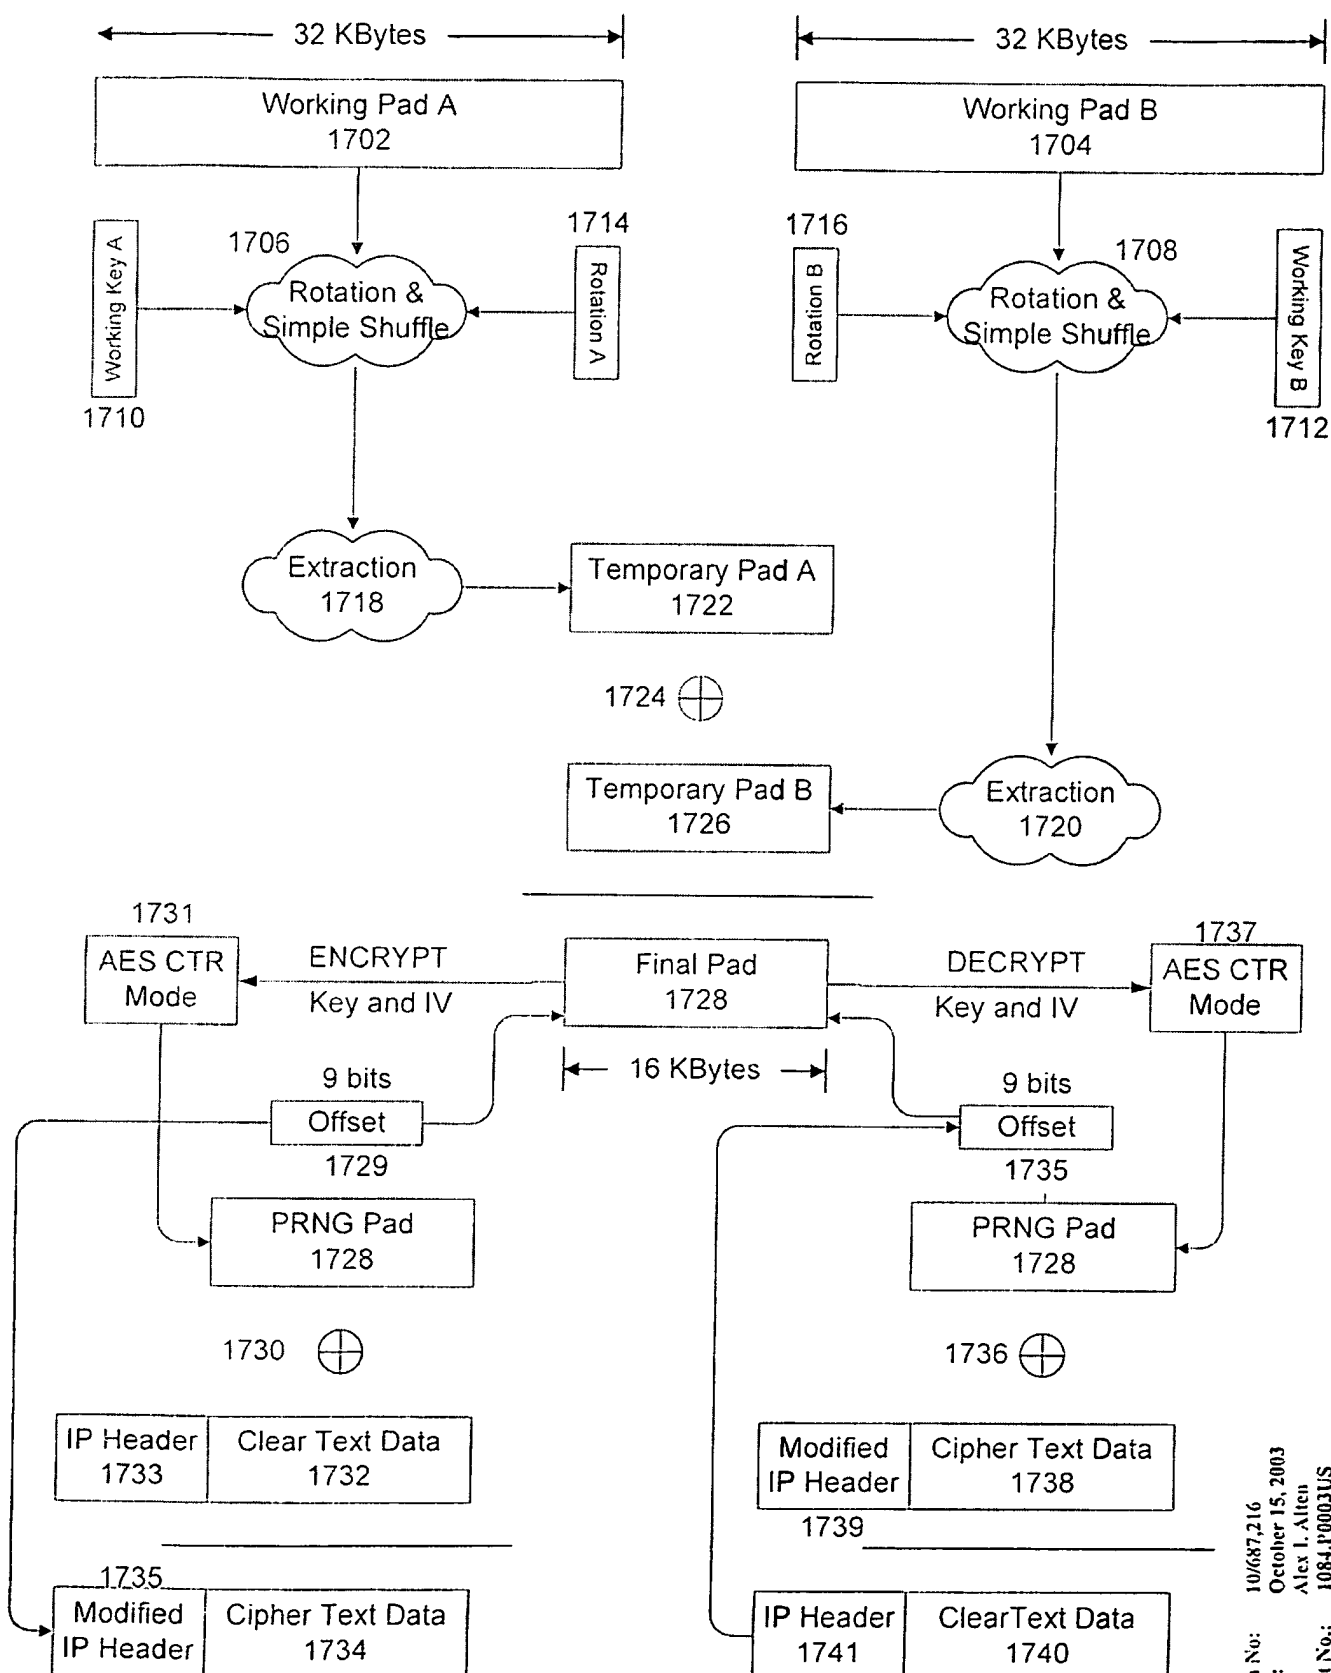 32 KBytes
32 KBytes
Working Pad A
1702
Working Pad B
1704
Working Key A
1710
1706
Rotation &
Simple Shuffle
1714
Rotation A
1716
Rotation B
1708
Rotation &
Simple Shuffle
Working Key B
1712
Extraction
1718
Temporary Pad A
1722
1724
Temporary Pad B
1726
Extraction
1720
1731
AES CTR
Mode
ENCRYPT
Key and IV
Final Pad
1728
DECRYPT
Key and IV
1737
AES CTR
Mode
16 KBytes
9 bits
Offset
1729
9 bits
Offset
1735
PRNG Pad
1728
PRNG Pad
1728
1730
1736
IP Header
1733
Clear Text Data
1732
Modified
IP Header
1739
Cipher Text Data
1738
1735
Modified
IP Header
Cipher Text Data
1734
IP Header
1741
ClearText Data
1740
No: 10/687,216
October 15, 2003
Alex I. Alten
No.: 1084.P0003US